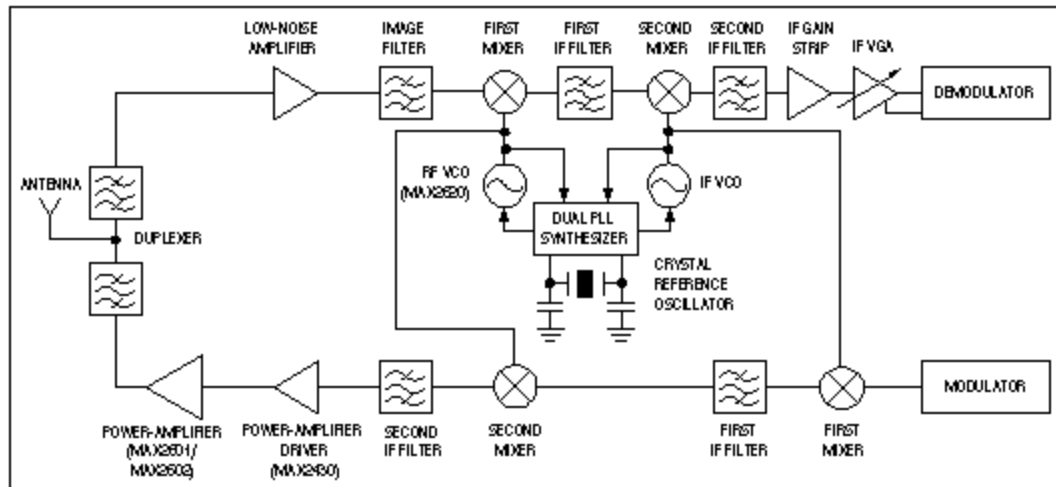 LOW-NOISE
AMPLIFIER
IMAGE
FILTER
FIRST
MIXER
FIRST
IF FILTER
SECOND
MIXER
SECOND
IF FILTER
IF GAIN
STRIP
IF VGA
DEMODULATOR
ANTENNA
DUPLEXER
RF VCO
(MAX2620)
IF VCO
DUAL PLL
SYNTHESIZER
CRYSTAL
REFERENCE
OSCILLATOR
MODULATOR
POWER-AMPLIFIER
(MAX2601/
MAX2602)
POWER-AMPLIFIER
DRIVER
(MAX2430)
SECOND
IF FILTER
SECOND
MIXER
FIRST
IF FILTER
FIRST
MIXER